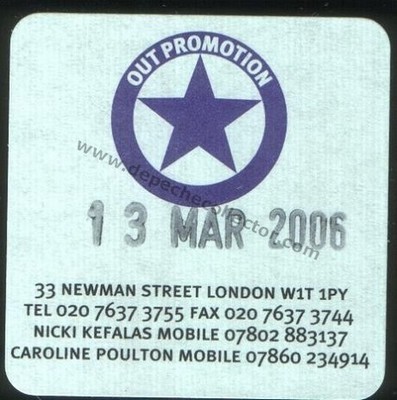 OUT PROMOTION
www.depechecollector.com
13 MAR 2006
33 NEWMAN STREET LONDON W1T 1PY
TEL 020 7637 3755 FAX 020 7637 3744
NICKI KEFALAS MOBILE 07802 883137
CAROLINE POULTON MOBILE 07860 234914